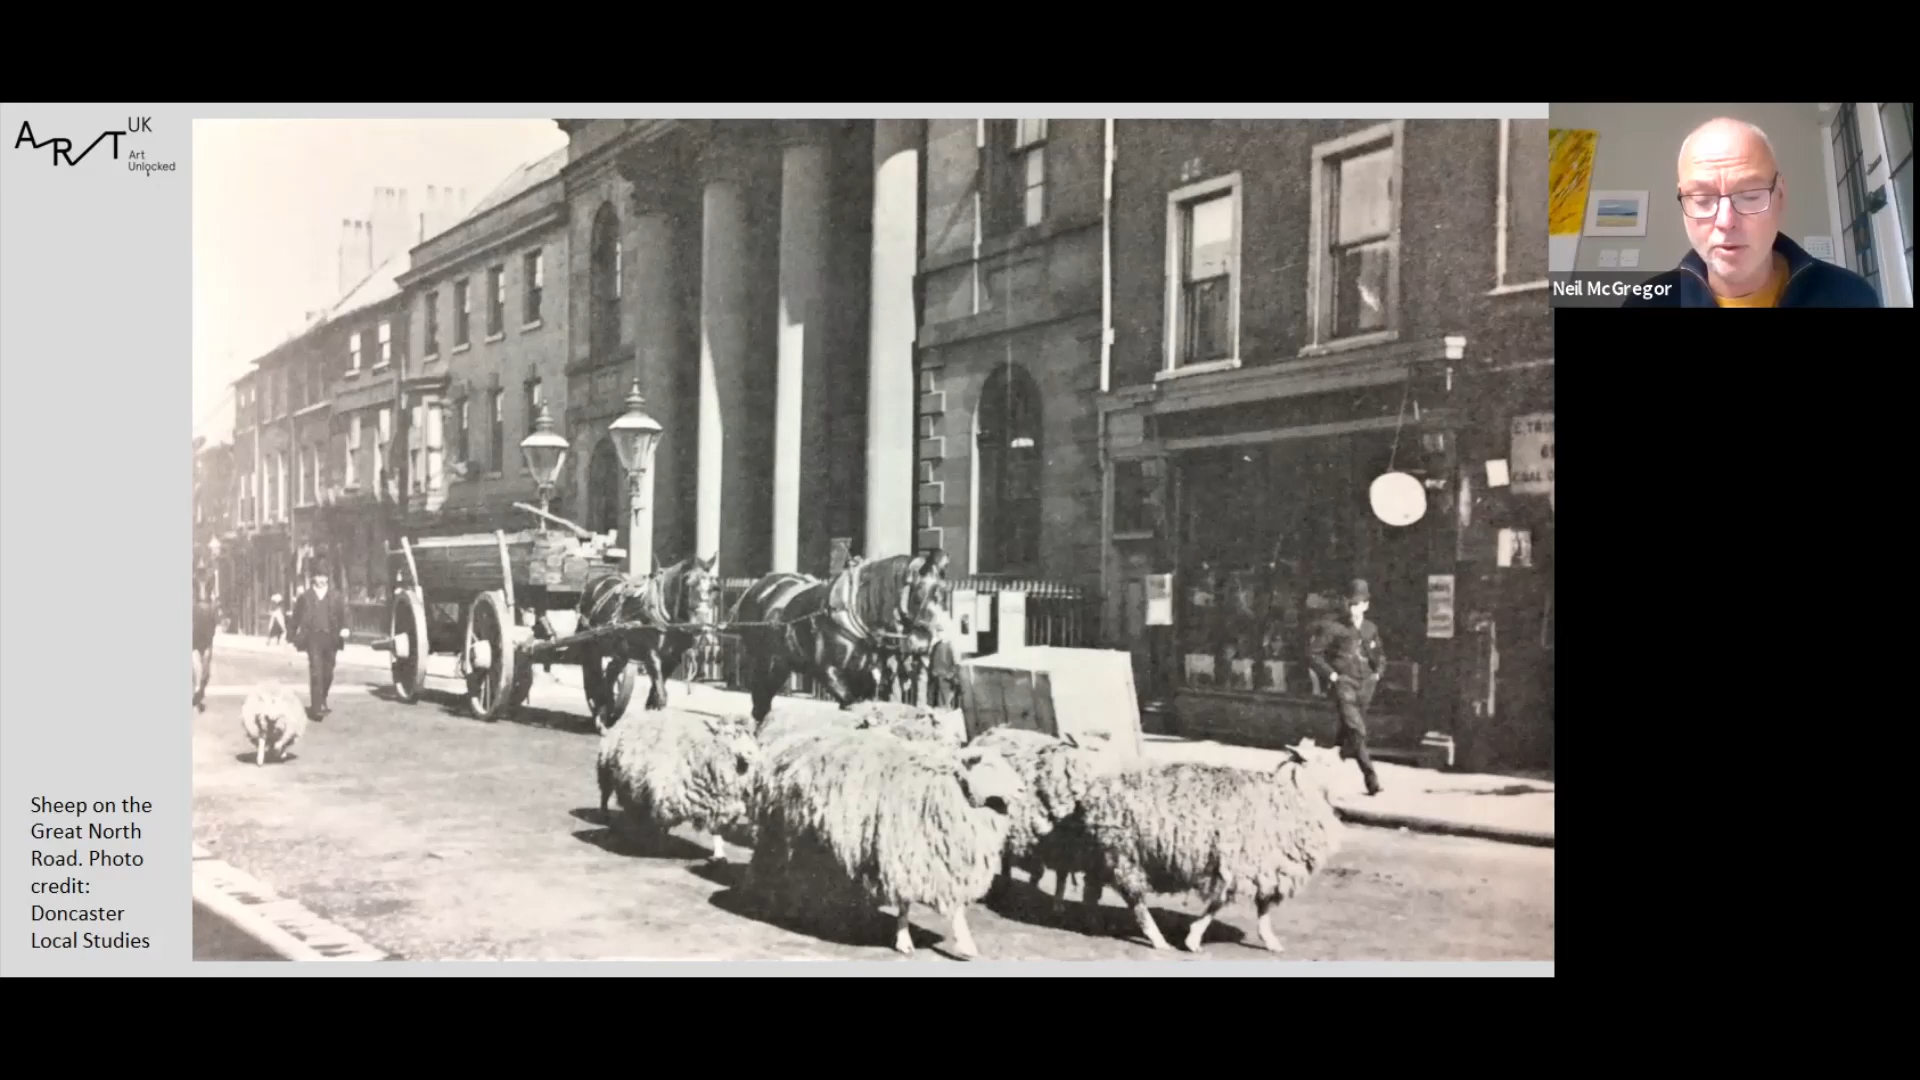 ART UK
Art
Unlocked
Neil McGregor
Sheep on the
Great North
Road. Photo
credit:
Doncaster
Local Studies